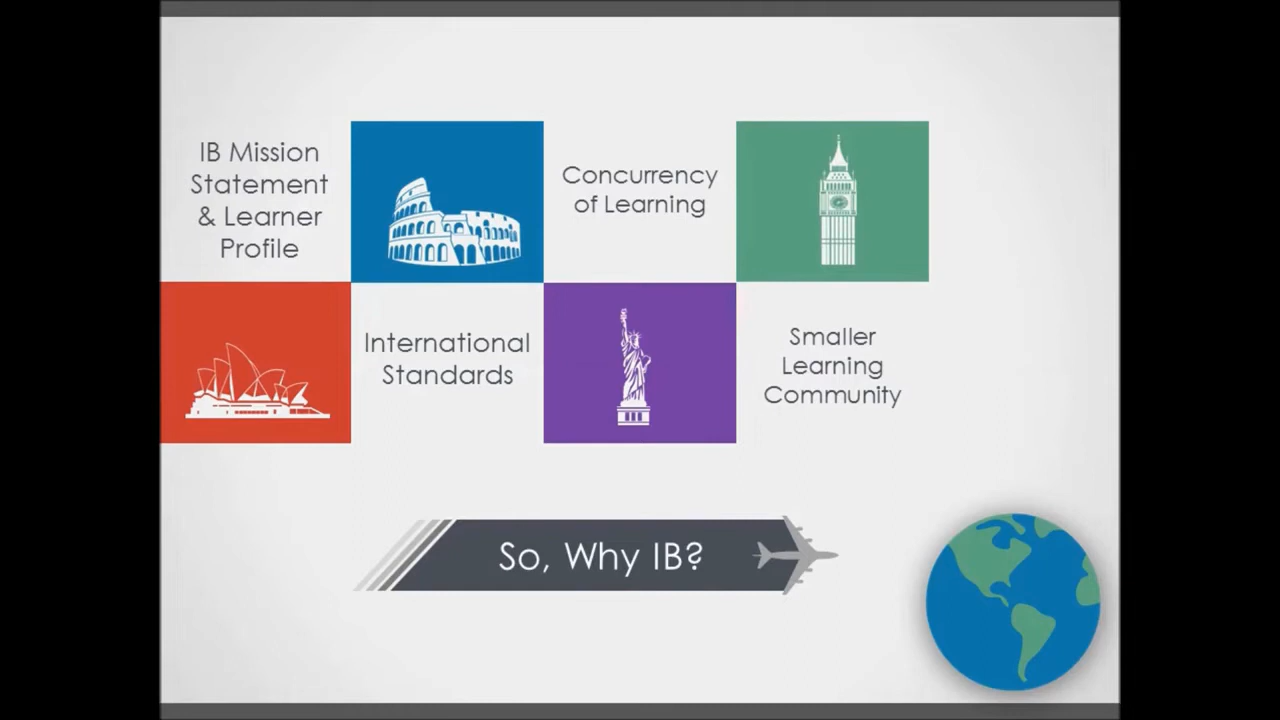 IB Mission
Statement
& Learner
Profile
Concurrency
of Learning
International
Standards
Smaller
Learning
Community
So, Why IB?